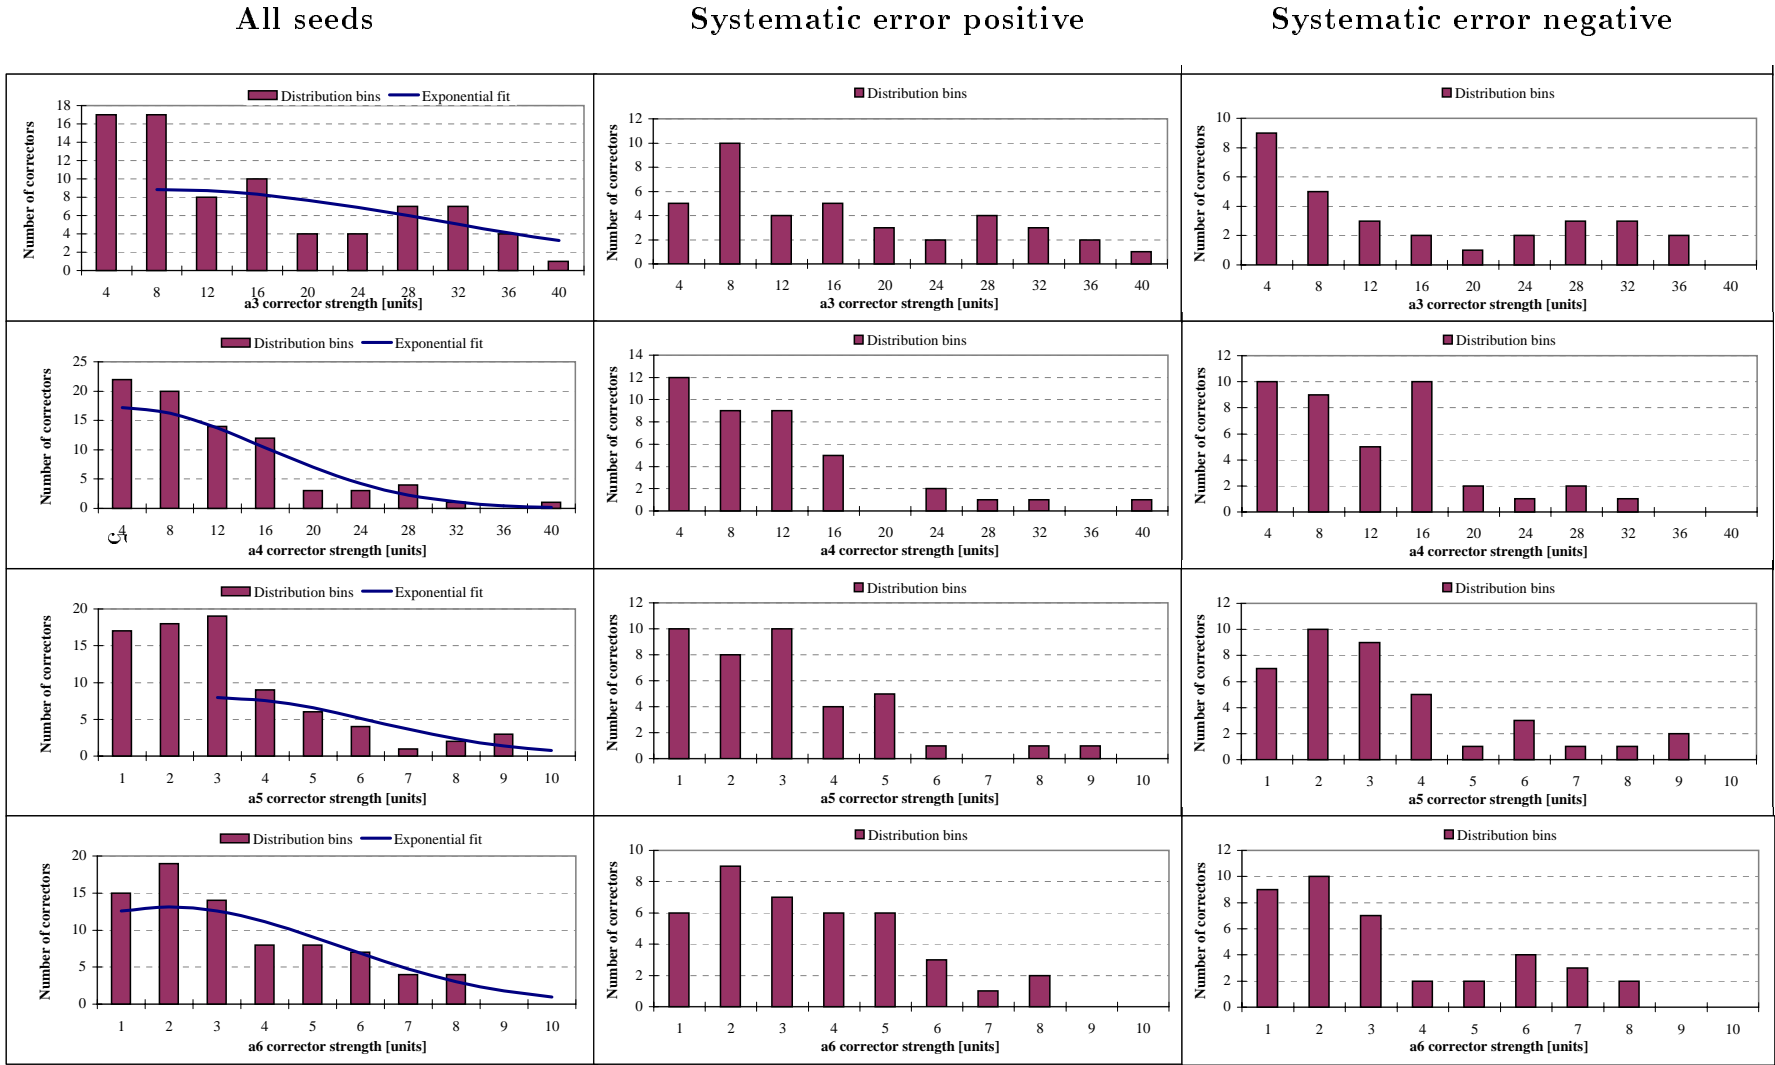 All seeds
Systematic error positive
Systematic error negative
Distribution bins Exponential fit
Number of correctors
18
16
14
12
10
8
6
4
2
0
4 8 12 16 20 24 28 32 36 40
a3 corrector strength [units]
Distribution bins
Number of correctors
12
10
8
6
4
2
0
4 8 12 16 20 24 28 32 36 40
a3 corrector strength [units]
Distribution bins
Number of correctors
10
8
6
4
2
0
4 8 12 16 20 24 28 32 36 40
a3 corrector strength [units]
Distribution bins Exponential fit
Number of correctors
25
20
15
10
5
0
4 8 12 16 20 24 28 32 36 40
a4 corrector strength [units]
Distribution bins
Number of correctors
14
12
10
8
6
4
2
0
4 8 12 16 20 24 28 32 36 40
a4 corrector strength [units]
Distribution bins
Number of correctors
12
10
8
6
4
2
0
4 8 12 16 20 24 28 32 36 40
a4 corrector strength [units]
Distribution bins Exponential fit
Number of correctors
20
15
10
5
0
1 2 3 4 5 6 7 8 9 10
a5 corrector strength [units]
Distribution bins
Number of correctors
12
10
8
6
4
2
0
1 2 3 4 5 6 7 8 9 10
a5 corrector strength [units]
Distribution bins
Number of correctors
12
10
8
6
4
2
0
1 2 3 4 5 6 7 8 9 10
a5 corrector strength [units]
Distribution bins Exponential fit
Number of correctors
20
15
10
5
0
1 2 3 4 5 6 7 8 9 10
a6 corrector strength [units]
Distribution bins
Number of correctors
10
8
6
4
2
0
1 2 3 4 5 6 7 8 9 10
a6 corrector strength [units]
Distribution bins
Number of correctors
12
10
8
6
4
2
0
1 2 3 4 5 6 7 8 9 10
a6 corrector strength [units]